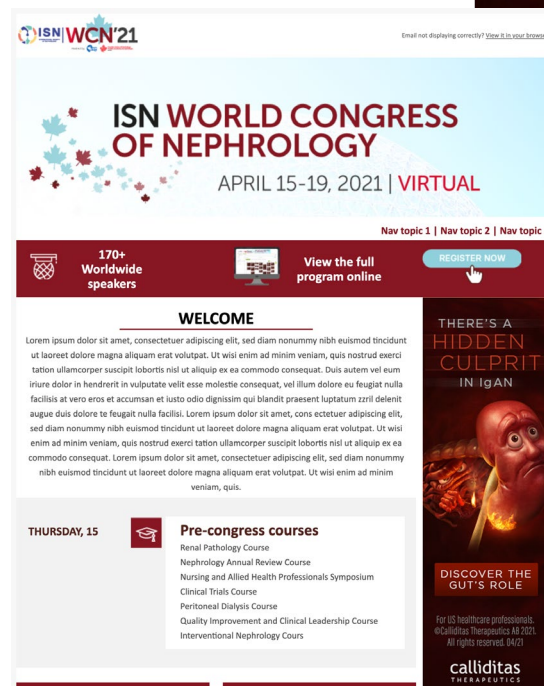 ISN WCN'21
Email not displaying correctly? View it in your browse
ISN WORLD CONGRESS
OF NEPHROLOGY
APRIL 15-19, 2021 | VIRTUAL
Nav topic 1 | Nav topic 2 | Nav topic
170+
Worldwide
speakers
View the full
program online
REGISTER NOW
WELCOME
Lorem ipsum dolor sit amet, consectetuer adipiscing elit, sed diam nonummy nibh euismod tincidunt
ut laoreet dolore magna aliquam erat volutpat. Ut wisi enim ad minim veniam, quis nostrud exerci
tation ullamcorper suscipit lobortis nisl ut aliquip ex ea commodo consequat. Duis autem vel eum
iriure dolor in hendrerit in vulputate velit esse molestie consequat, vel illum dolore eu feugiat nulla
facilisis at vero eros et accumsan et iusto odio dignissim qui blandit praesent luptatum zzril delenit
augue duis dolore te feugait nulla facilisi. Lorem ipsum dolor sit amet, cons ectetuer adipiscing elit,
sed diam nonummy nibh euismod tincidunt ut laoreet dolore magna aliquam erat volutpat. Ut wisi
enim ad minim veniam, quis nostrud exerci tation ullamcorper suscipit lobortis nisl ut aliquip ex ea
commodo consequat. Lorem ipsum dolor sit amet, consectetuer adipiscing elit, sed diam nonummy
nibh euismod tincidunt ut laoreet dolore magna aliquam erat volutpat. Ut wisi enim ad minim
veniam, quis.
THURSDAY, 15
Pre-congress courses
Renal Pathology Course
Nephrology Annual Review Course
Nursing and Allied Health Professionals Symposium
Clinical Trials Course
Peritoneal Dialysis Course
Quality Improvement and Clinical Leadership Course
Interventional Nephrology Cours
THERE'S A
HIDDEN
CULPRIT
IN IgAN
DISCOVER THE
GUT'S ROLE
For US healthcare professionals.
©Calliditas Therapeutics AB 2021.
All rights reserved. 04/21
calliditas
THERAPEUTICS